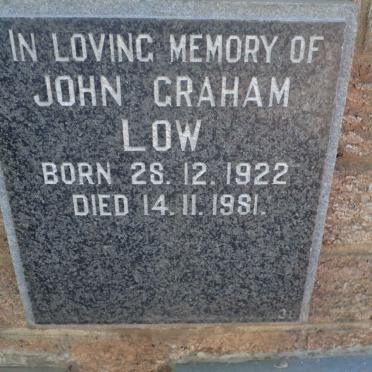 IN LOVING MEMORY OF
JOHN GRAHAM
LOW
BORN 28. 12. 1922
DIED 14. 11. 1981.